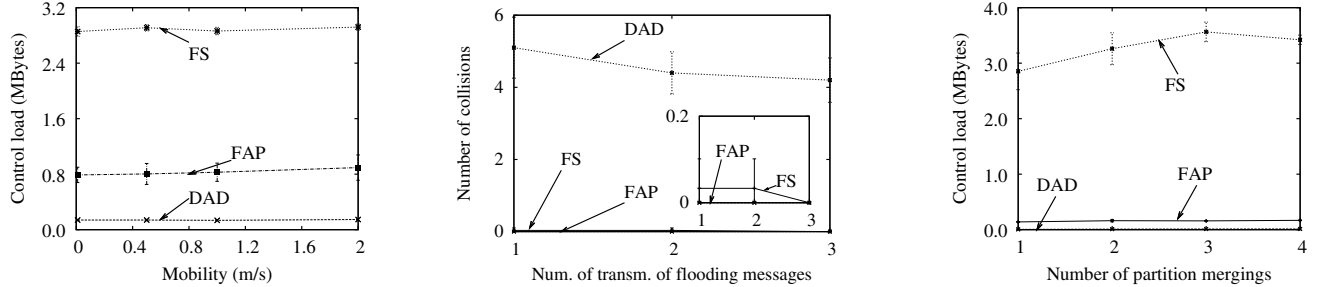 3.2
2.4
1.6
0.8
0.0
Control load (MBytes)
FS
FAP
DAD
0.0
0.4
0.8
1.2
1.6
2
Mobility (m/s)
6
4
2
0
Number of collisions
DAD
FS
FAP
0.2
0
FAP
FS
1
2
3
1
2
3
Num. of transm. of flooding messages
4.0
3.0
3.0
4.0
0.0
Control load (MBytes)
FS
DAD
FAP
1
2
3
4
Number of partition mergings